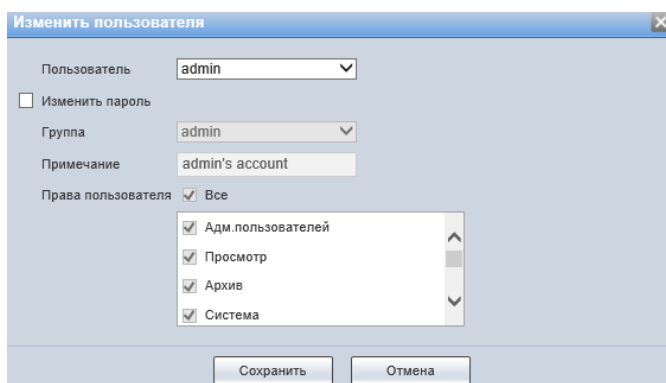 Изменить пользователя
Пользователь admin
Изменить пароль
Группа admin
Примечание admin's account
Права пользователя Все
Адм.пользователей
Просмотр
Архив
Система
Сохранить Отмена